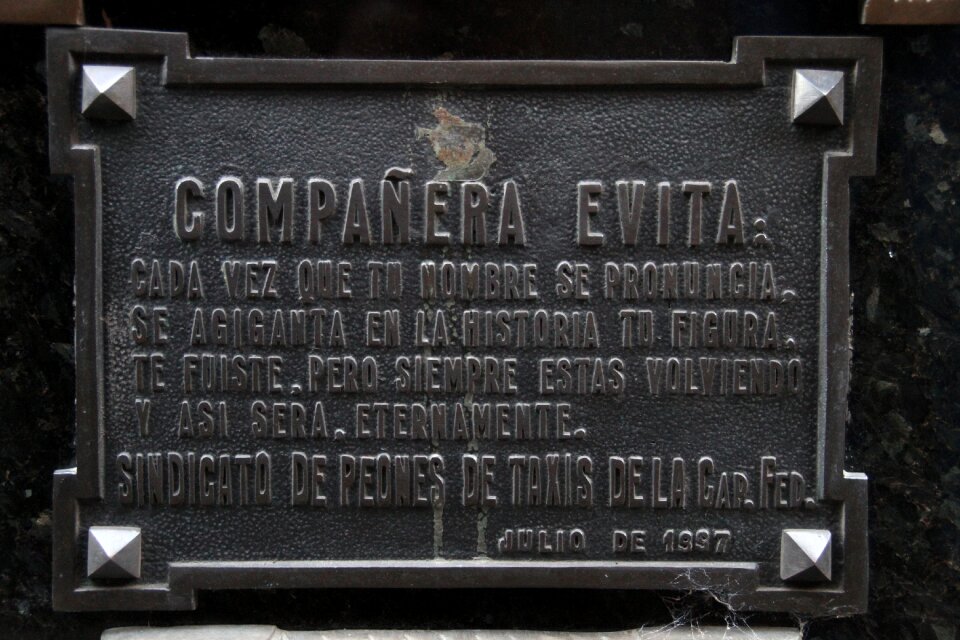 COMPAÑERA EVITA:
CADA VEZ QUE TU NOMBRE SE PRONUNCIA,
SE AGIGANTA EN LA HISTORIA TU FIGURA.
TE FUISTE, PERO SIEMPRE ESTAS VOLVIENDO
Y ASI SERA, ETERNAMENTE.
SINDICATO DE PEONES DE TAXIS DE LA CAP. FED.
JULIO DE 1997